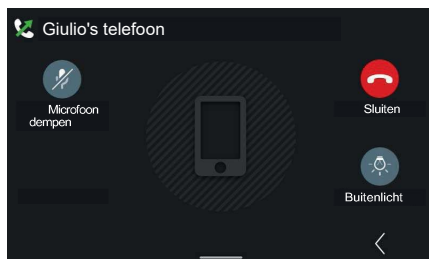 Giulio's telefoon
Microfoon
dempen
Sluiten
Buitenlicht